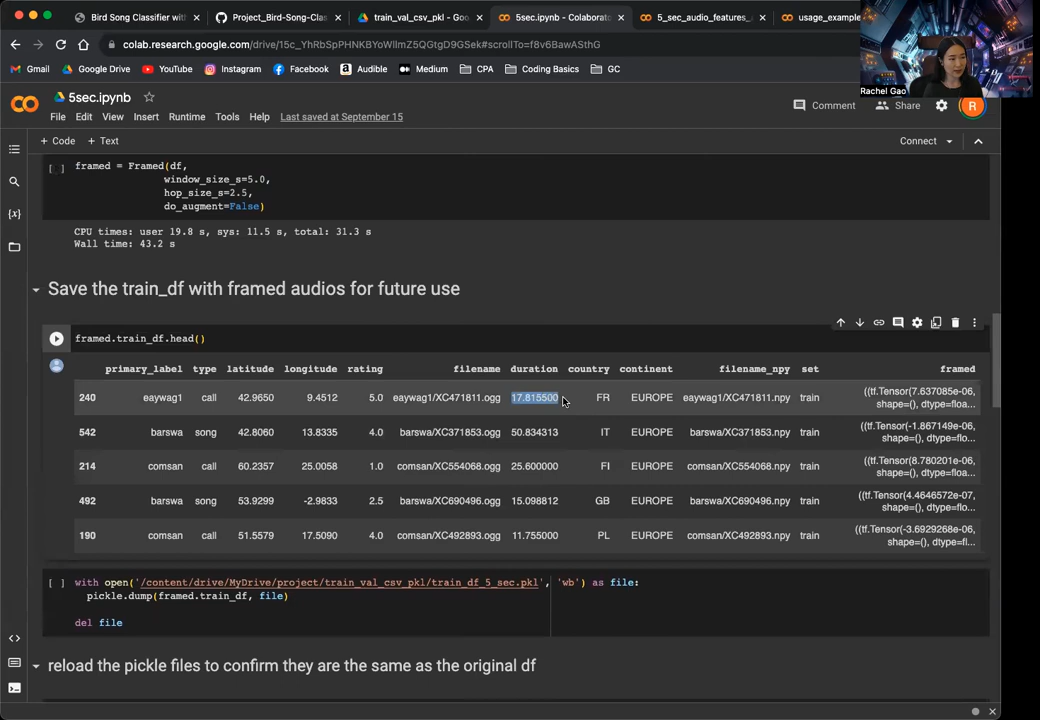 Bird Song Classifier with
Project_Bird-Song-Clas
train_val_csv_pkl - Goo
5sec.ipynb - Colaborato
5_sec_audio_features_
usage_example
colab.research.google.com/drive/15c_YhRbSpPHNKBYoWIlmZ5QGtgD9GSek#scrollTo=f8v6BawASthG
Gmail
Google Drive
YouTube
Instagram
Facebook
Audible
Medium
CPA
Coding Basics
GC
Rachel Gao
5sec.ipynb
File Edit View Insert Runtime Tools Help Last saved at September 15
Comment
Share
R
+ Code + Text
Connect
[ ] framed = Framed(df,
window_size_s=5.0,
hop_size_s=2.5,
do_augment=False)
CPU times: user 19.8 s, sys: 11.5 s, total: 31.3 s
Wall time: 43.2 s
Save the train_df with framed audios for future use
framed.train_df.head()
primary_label type latitude longitude rating filename duration country continent filename_npy set framed
240 eaywag1 call 42.9650 9.4512 5.0 eaywag1/XC471811.ogg 17.815500 FR EUROPE eaywag1/XC471811.npy train ((tf.Tensor(7.637085e-06,
shape=(), dtype=floa...
542 barswa song 42.8060 13.8335 4.0 barswa/XC371853.ogg 50.834313 IT EUROPE barswa/XC371853.npy train ((tf.Tensor(-1.867149e-06,
shape=(), dtype=fl...
214 comsan call 60.2357 25.0058 1.0 comsan/XC554068.ogg 25.600000 FI EUROPE comsan/XC554068.npy train ((tf.Tensor(8.780201e-06,
shape=(), dtype=floa...
492 barswa song 53.9299 -2.9833 2.5 barswa/XC690496.ogg 15.098812 GB EUROPE barswa/XC690496.npy train ((tf.Tensor(4.4646572e-07,
shape=(), dtype=flo...
190 comsan call 51.5579 17.5090 4.0 comsan/XC492893.ogg 11.755000 PL EUROPE comsan/XC492893.npy train ((tf.Tensor(-3.6929268e-06,
shape=(), dtype=f...
[ ] with open('/content/drive/MyDrive/project/train_val_csv_pkl/train_df_5_sec.pkl', 'wb') as file:
pickle.dump(framed.train_df, file)
del file
reload the pickle files to confirm they are the same as the original df